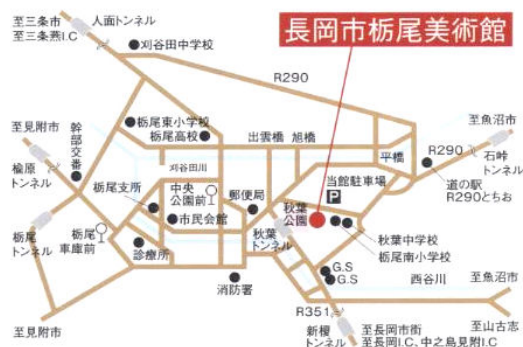 至三条市
至三条燕I.C
人面トンネル
刈谷田中学校
長岡市栃尾美術館
R290
栃尾東小学校
栃尾高校
出雲橋
旭橋
至魚沼市
至見附市
幹部交番
楡原
トンネル
刈谷田川
平橋
R290
石峠
トンネル
道の駅
R290とちお
当館駐車場
P
栃尾支所
中央
公園前
郵便局
市民会館
秋葉
公園
秋葉
トンネル
秋葉中学校
栃尾南小学校
栃尾
トンネル
栃尾
車庫前
診療所
消防署
G.S
G.S
西谷川
至魚沼市
至見附市
R351
新榎
トンネル
至長岡市街
至長岡I.C、中之島見附I.C
至山古志